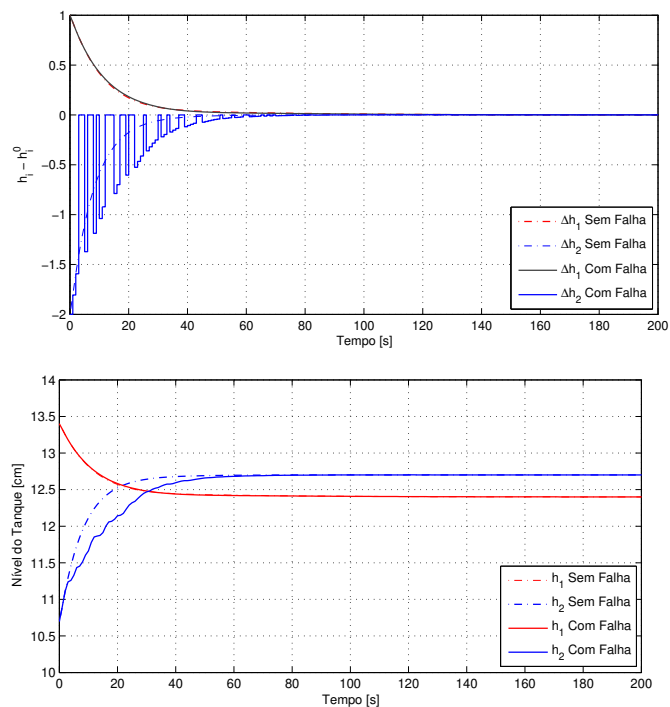 1
0.5
0
−0.5
−1
−1.5
−2
h_i − h_i^0
0 20 40 60 80 100 120 140 160 180 200
Tempo [s]
Δh_1 Sem Falha
Δh_2 Sem Falha
Δh_1 Com Falha
Δh_2 Com Falha
14
13.5
13
12.5
12
11.5
11
10.5
10
Nível do Tanque [cm]
0 20 40 60 80 100 120 140 160 180 200
Tempo [s]
h_1 Sem Falha
h_2 Sem Falha
h_1 Com Falha
h_2 Com Falha